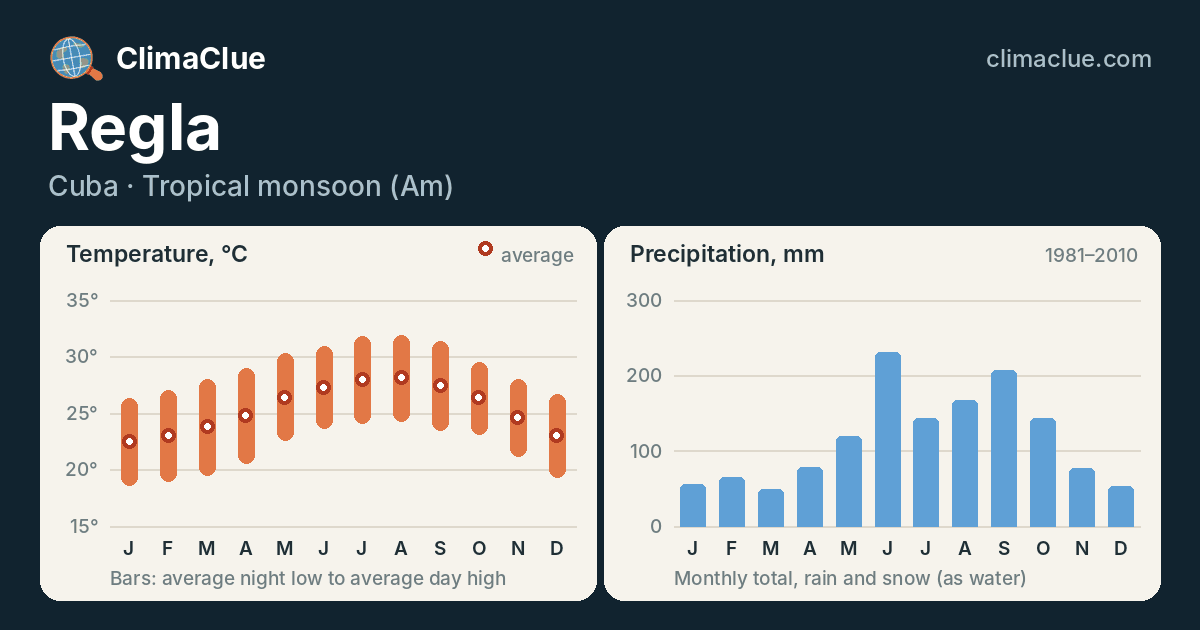 ClimaClue
climaclue.com
Regla
Cuba · Tropical monsoon (Am)
Temperature, °C
average
35°
30°
25°
20°
15°
J F M A M J J A S O N D
Bars: average night low to average day high
Precipitation, mm
1981–2010
300
200
100
0
J F M A M J J A S O N D
Monthly total, rain and snow (as water)